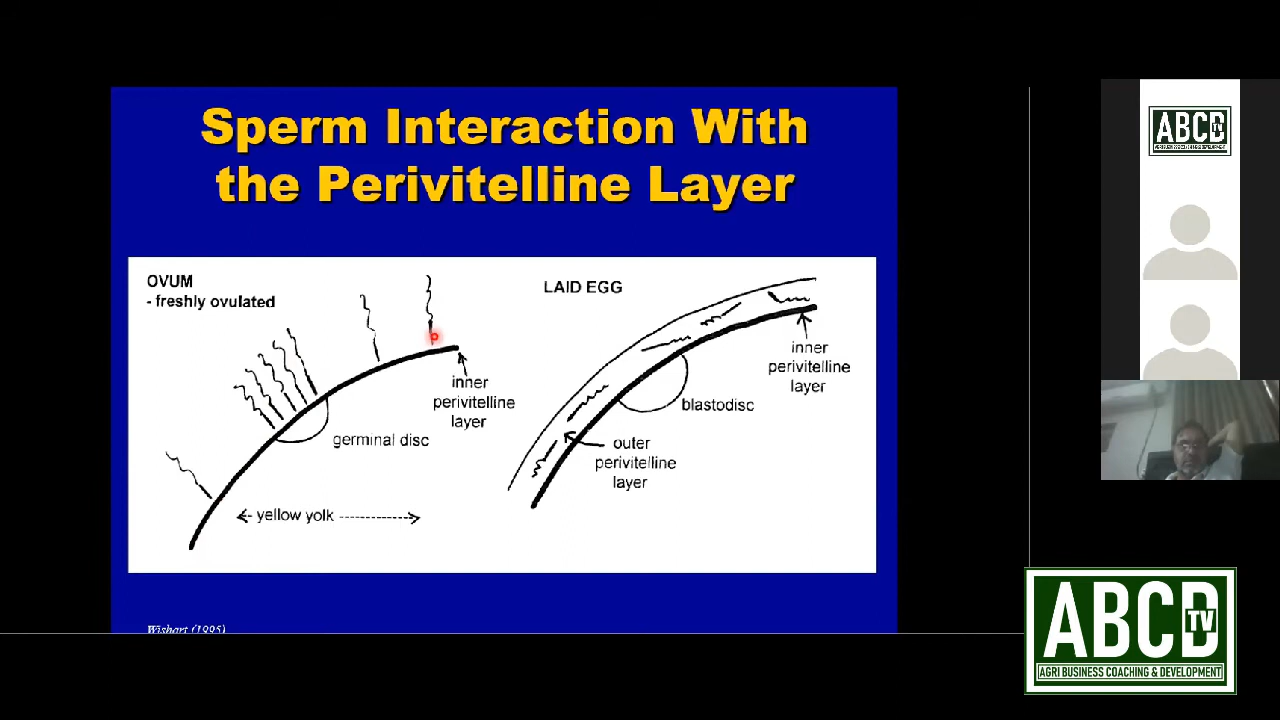 Sperm Interaction With
the Perivitelline Layer
OVUM
- freshly ovulated
inner
perivitelline
layer
germinal disc
yellow yolk
LAID EGG
inner
perivitelline
layer
blastodisc
outer
perivitelline
layer
Wishart (1995)
ABCD
TV
ABCD
TV
AGRI BUSINESS COACHING & DEVELOPMENT